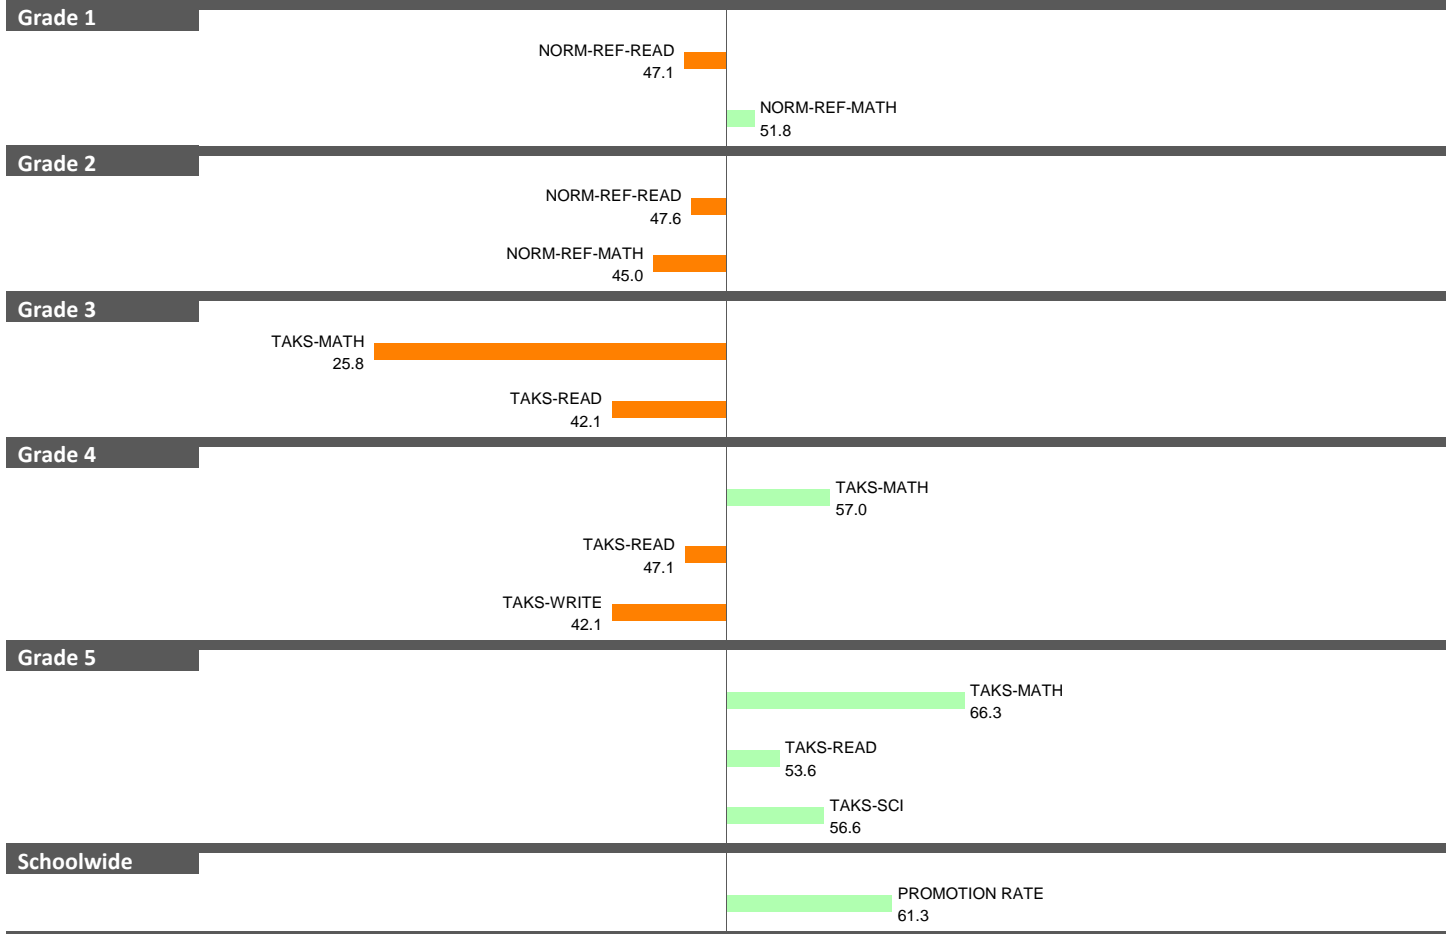 Grade 1
NORM-REF-READ
47.1
NORM-REF-MATH
51.8
Grade 2
NORM-REF-READ
47.6
NORM-REF-MATH
45.0
Grade 3
TAKS-MATH
25.8
TAKS-READ
42.1
Grade 4
TAKS-MATH
57.0
TAKS-READ
47.1
TAKS-WRITE
42.1
Grade 5
TAKS-MATH
66.3
TAKS-READ
53.6
TAKS-SCI
56.6
Schoolwide
PROMOTION RATE
61.3